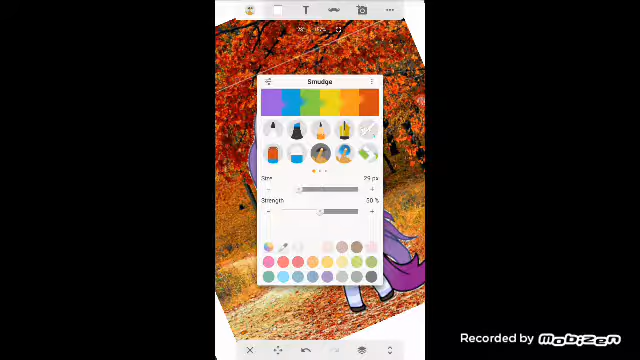 T
Smudge
Size
29 px
Strength
50 %
Recorded by mobizen